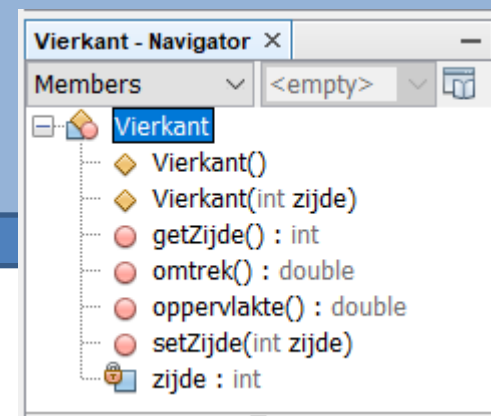 Vierkant - Navigator ×
Members <empty>
Vierkant
Vierkant()
Vierkant(int zijde)
getZijde() : int
omtrek() : double
oppervlakte() : double
setZijde(int zijde)
zijde : int